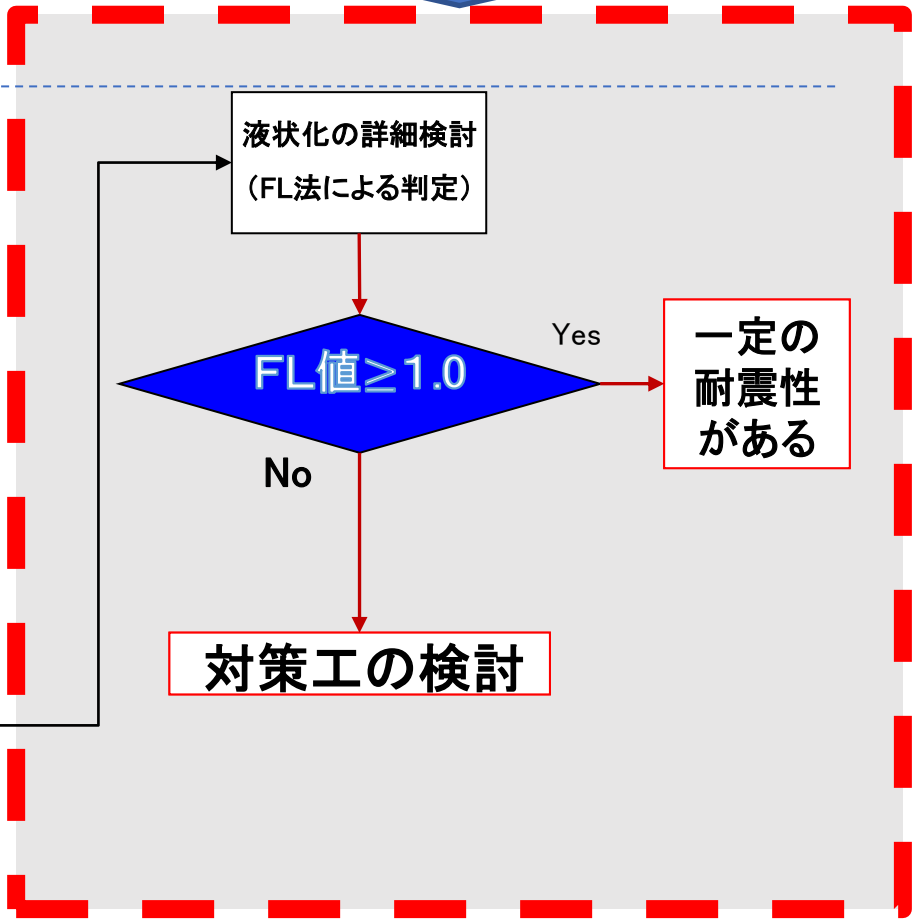 液状化の詳細検討
（FL法による判定）
FL値≧1.0
Yes
一定の
耐震性
がある
No
対策工の検討